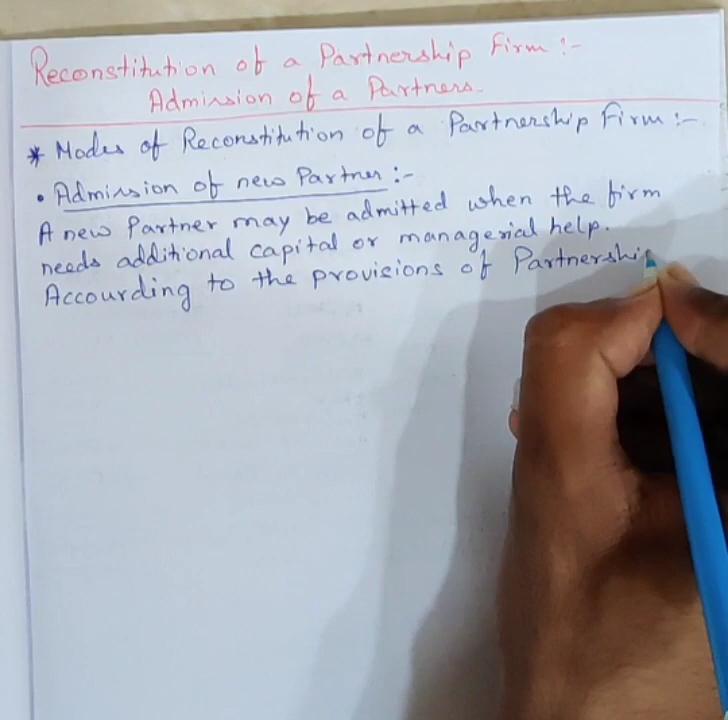 Reconstitution of a Partnership Firm :-
Admission of a Partners.
* Modes of Reconstitution of a Partnership Firm :-
• Admission of new Partner :-
A new Partner may be admitted when the firm
needs additional capital or managerial help.
Accourding to the provisions of Partnership